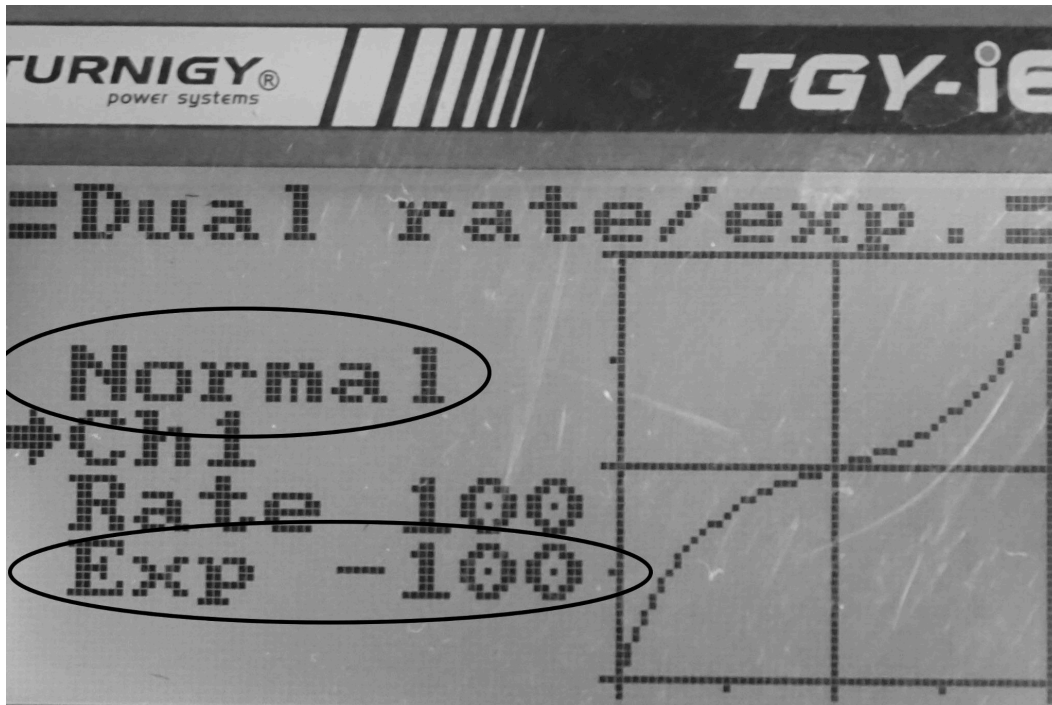 TURNIGY®
power systems
TGY-i6
=Dual rate/exp.=
Normal
→Ch1
Rate 100
Exp -100